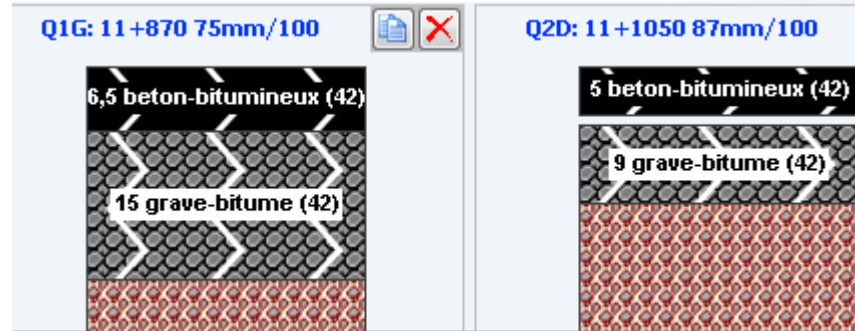 Q1G: 11+870 75mm/100
6,5 beton-bitumineux (42)
15 grave-bitume (42)
Q2D: 11+1050 87mm/100
5 beton-bitumineux (42)
9 grave-bitume (42)